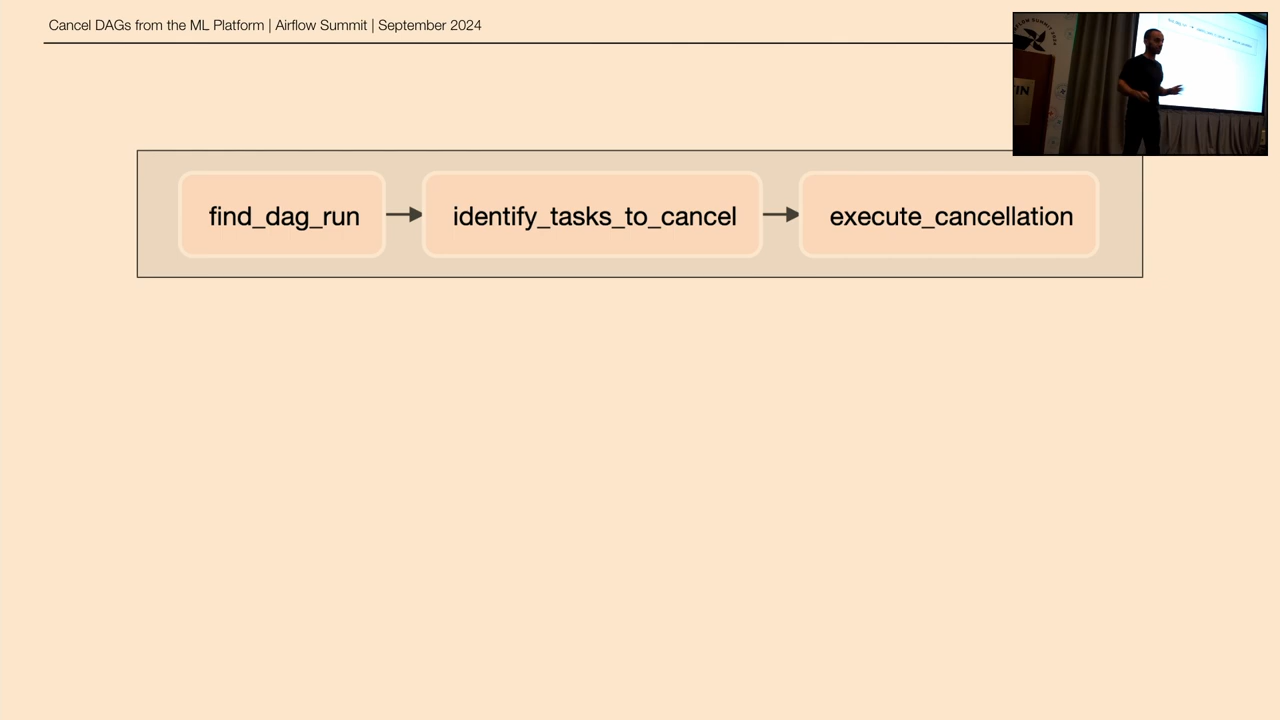 Cancel DAGs from the ML Platform | Airflow Summit | September 2024
find_dag_run
identify_tasks_to_cancel
execute_cancellation